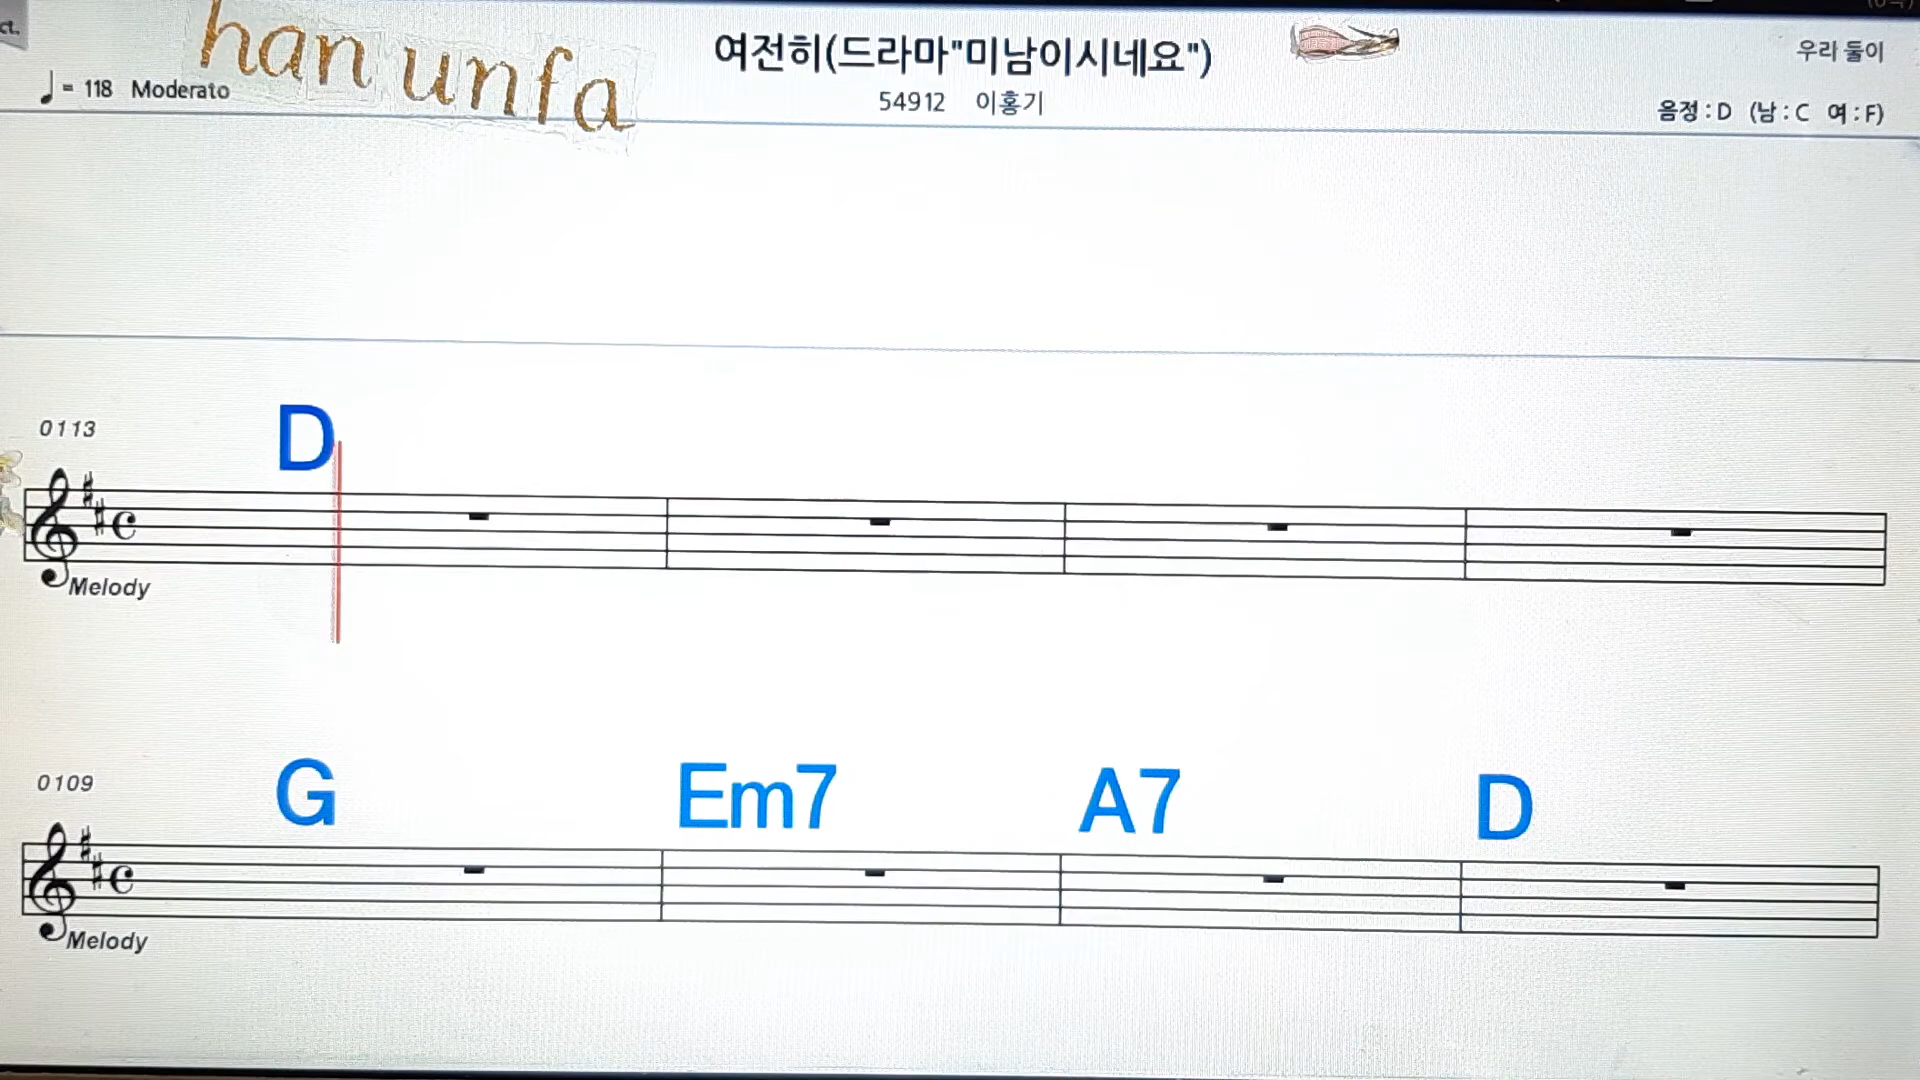 ct.
han unfa
여전히(드라마"미남이시네요")
우리 둘이
♩= 118 Moderato
54912 이홍기
음정 : D (남 : C 여 : F)
0113
D
Melody
0109
G Em7 A7 D
Melody